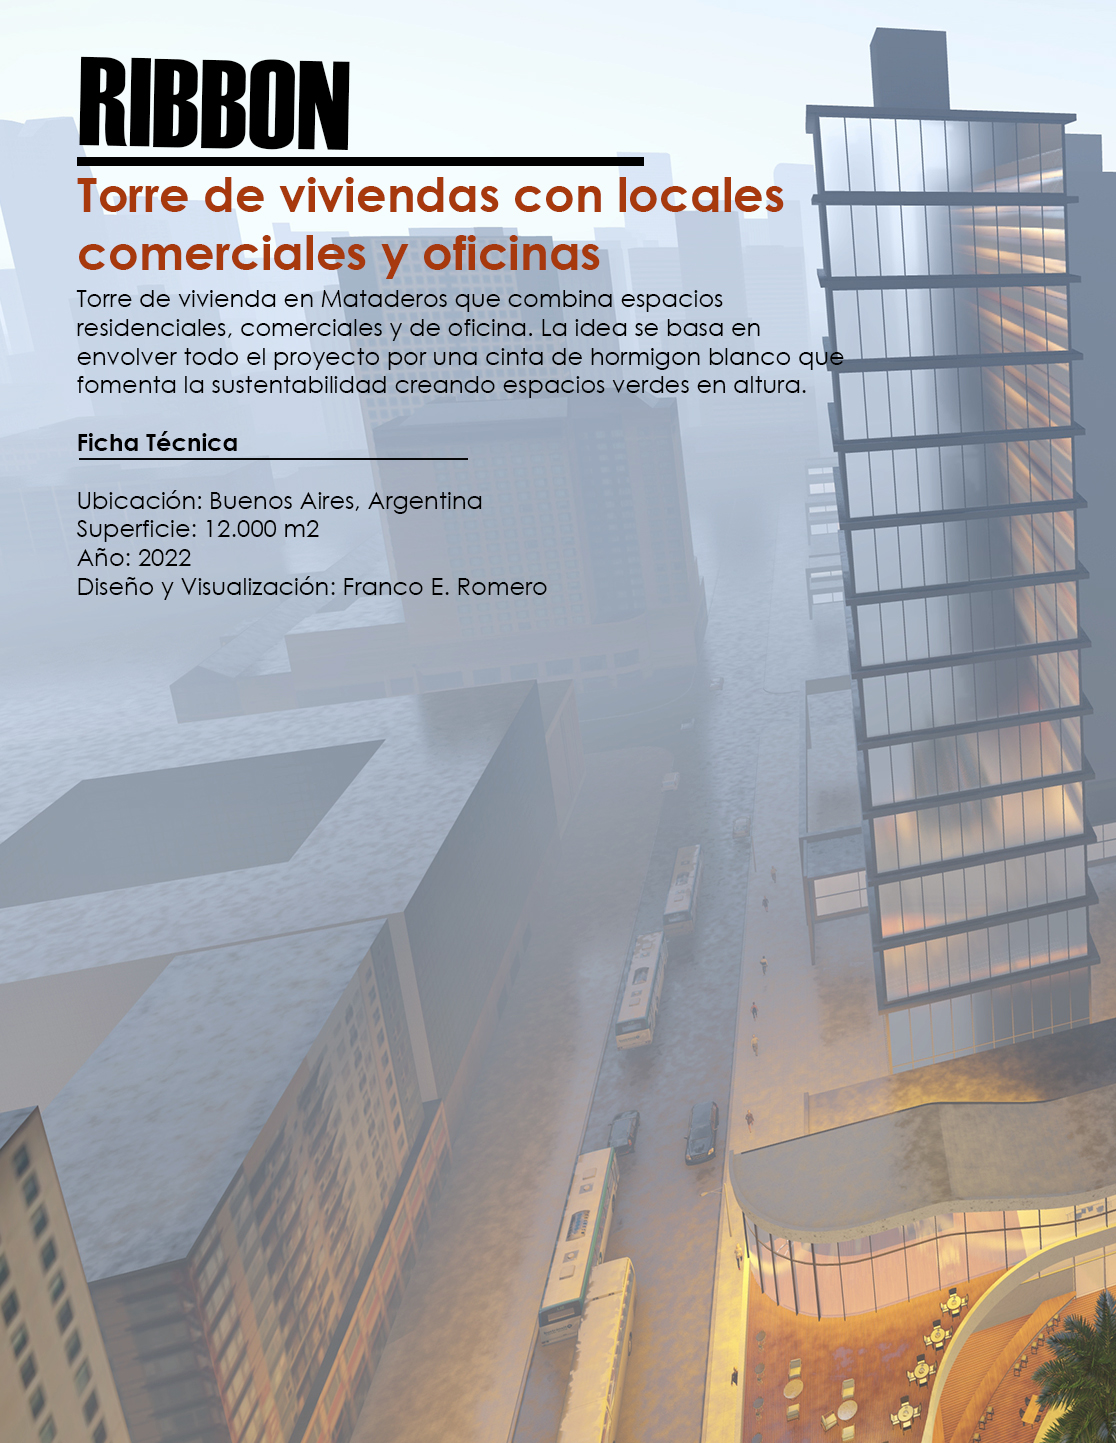 RIBBON
Torre de viviendas con locales
comerciales y oficinas
Torre de vivienda en Mataderos que combina espacios
residenciales, comerciales y de oficina. La idea se basa en
envolver todo el proyecto por una cinta de hormigon blanco que
fomenta la sustentabilidad creando espacios verdes en altura.
Ficha Técnica
Ubicación: Buenos Aires, Argentina
Superficie: 12.000 m2
Año: 2022
Diseño y Visualización: Franco E. Romero